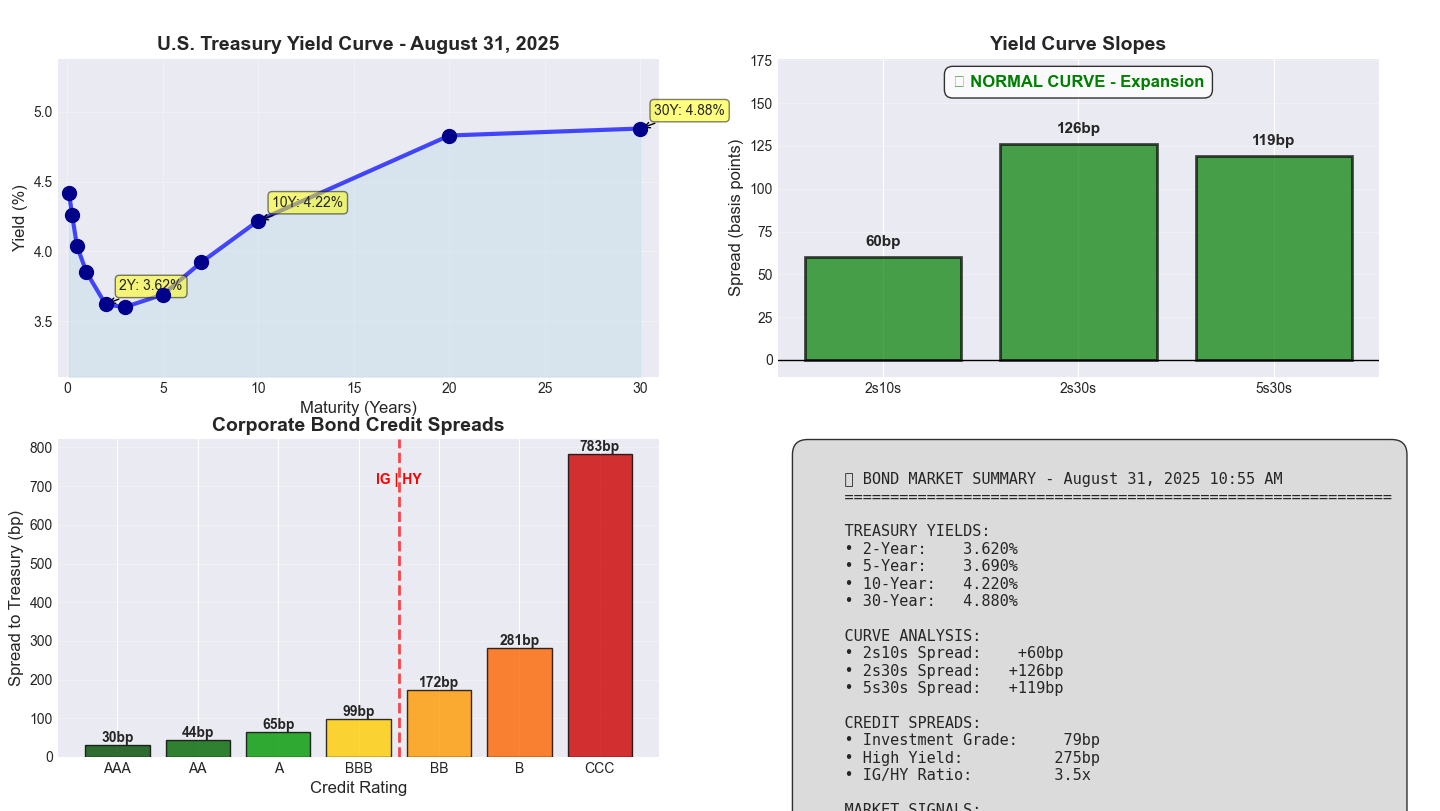 U.S. Treasury Yield Curve - August 31, 2025
Yield (%)
5.0
4.5
4.0
3.5
30Y: 4.88%
10Y: 4.22%
2Y: 3.62%
0 5 10 15 20 25 30
Maturity (Years)
Yield Curve Slopes
Spread (basis points)
175
150
125
100
75
50
25
0
NORMAL CURVE - Expansion
60bp
126bp
119bp
2s10s 2s30s 5s30s
Corporate Bond Credit Spreads
Spread to Treasury (bp)
800
700
600
500
400
300
200
100
0
IG | HY
30bp
44bp
65bp
99bp
172bp
281bp
783bp
AAA AA A BBB BB B CCC
Credit Rating
BOND MARKET SUMMARY - August 31, 2025 10:55 AM
============================================================
TREASURY YIELDS:
• 2-Year: 3.620%
• 5-Year: 3.690%
• 10-Year: 4.220%
• 30-Year: 4.880%
CURVE ANALYSIS:
• 2s10s Spread: +60bp
• 2s30s Spread: +126bp
• 5s30s Spread: +119bp
CREDIT SPREADS:
• Investment Grade: 79bp
• High Yield: 275bp
• IG/HY Ratio: 3.5x
MARKET SIGNALS: